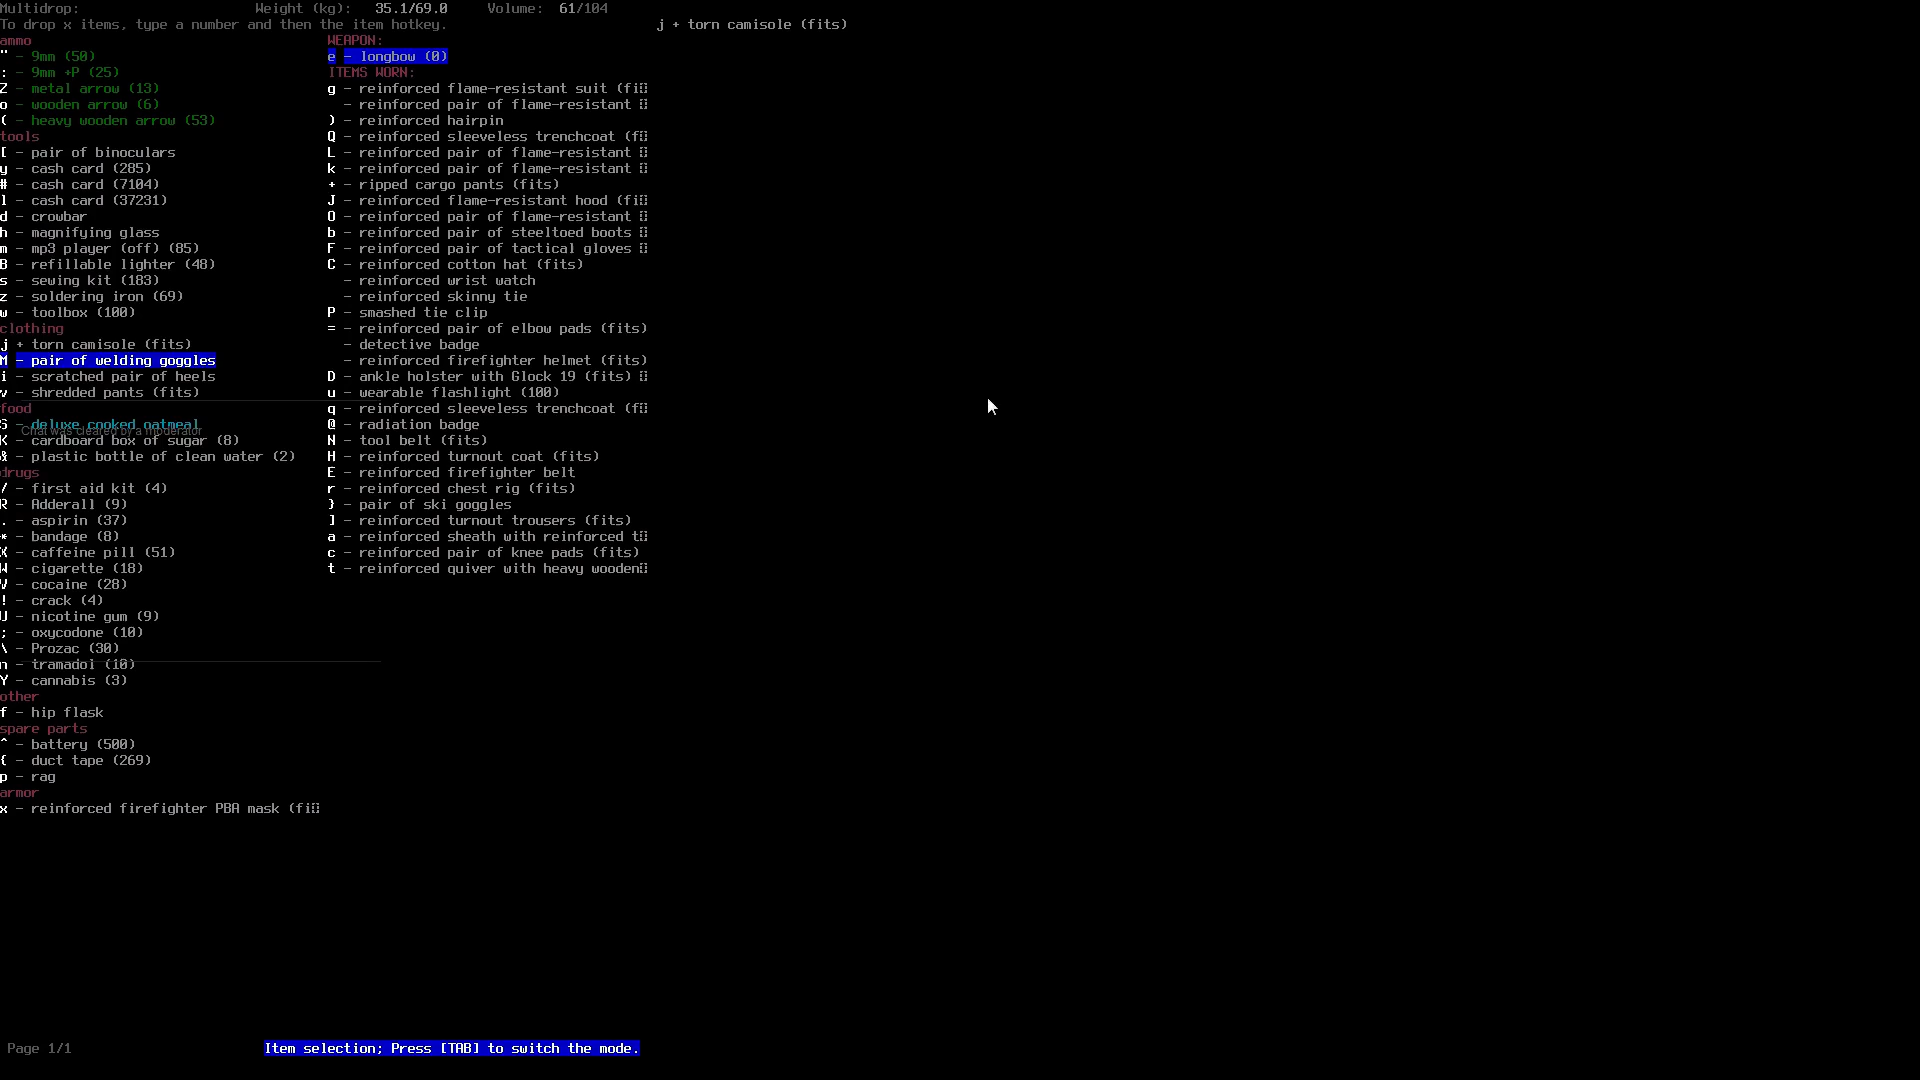 Multidrop: Weight (kg): 35.1/69.0 Volume: 61/104
To drop x items, type a number and then the item hotkey.
j + torn camisole (fits)
ammo
" - 9mm (50)
: - 9mm +P (25)
Z - metal arrow (13)
o - wooden arrow (6)
( - heavy wooden arrow (53)
tools
[ - pair of binoculars
y - cash card (285)
# - cash card (7104)
l - cash card (37231)
d - crowbar
h - magnifying glass
m - mp3 player (off) (85)
B - refillable lighter (48)
s - sewing kit (183)
z - soldering iron (69)
w - toolbox (100)
clothing
j + torn camisole (fits)
M - pair of welding goggles
i - scratched pair of heels
v - shredded pants (fits)
food
S - deluxe cooked oatmeal
Chat was cleared by a moderator
K - cardboard box of sugar (8)
& - plastic bottle of clean water (2)
drugs
/ - first aid kit (4)
R - Adderall (9)
. - aspirin (37)
* - bandage (8)
X - caffeine pill (51)
W - cigarette (18)
V - cocaine (28)
! - crack (4)
U - nicotine gum (9)
; - oxycodone (10)
\ - Prozac (30)
n - tramadol (10)
Y - cannabis (3)
other
f - hip flask
spare parts
^ - battery (500)
{ - duct tape (269)
p - rag
armor
x - reinforced firefighter PBA mask (fi
WEAPON:
e - longbow (0)
ITEMS WORN:
g - reinforced flame-resistant suit (fi
- reinforced pair of flame-resistant
) - reinforced hairpin
Q - reinforced sleeveless trenchcoat (f
L - reinforced pair of flame-resistant
k - reinforced pair of flame-resistant
+ - ripped cargo pants (fits)
J - reinforced flame-resistant hood (fi
O - reinforced pair of flame-resistant
b - reinforced pair of steeltoed boots
F - reinforced pair of tactical gloves
C - reinforced cotton hat (fits)
- reinforced wrist watch
- reinforced skinny tie
P - smashed tie clip
= - reinforced pair of elbow pads (fits)
- detective badge
- reinforced firefighter helmet (fits)
D - ankle holster with Glock 19 (fits)
u - wearable flashlight (100)
q - reinforced sleeveless trenchcoat (f
@ - radiation badge
N - tool belt (fits)
H - reinforced turnout coat (fits)
E - reinforced firefighter belt
r - reinforced chest rig (fits)
} - pair of ski goggles
] - reinforced turnout trousers (fits)
a - reinforced sheath with reinforced t
c - reinforced pair of knee pads (fits)
t - reinforced quiver with heavy wooden
Page 1/1
Item selection; Press [TAB] to switch the mode.